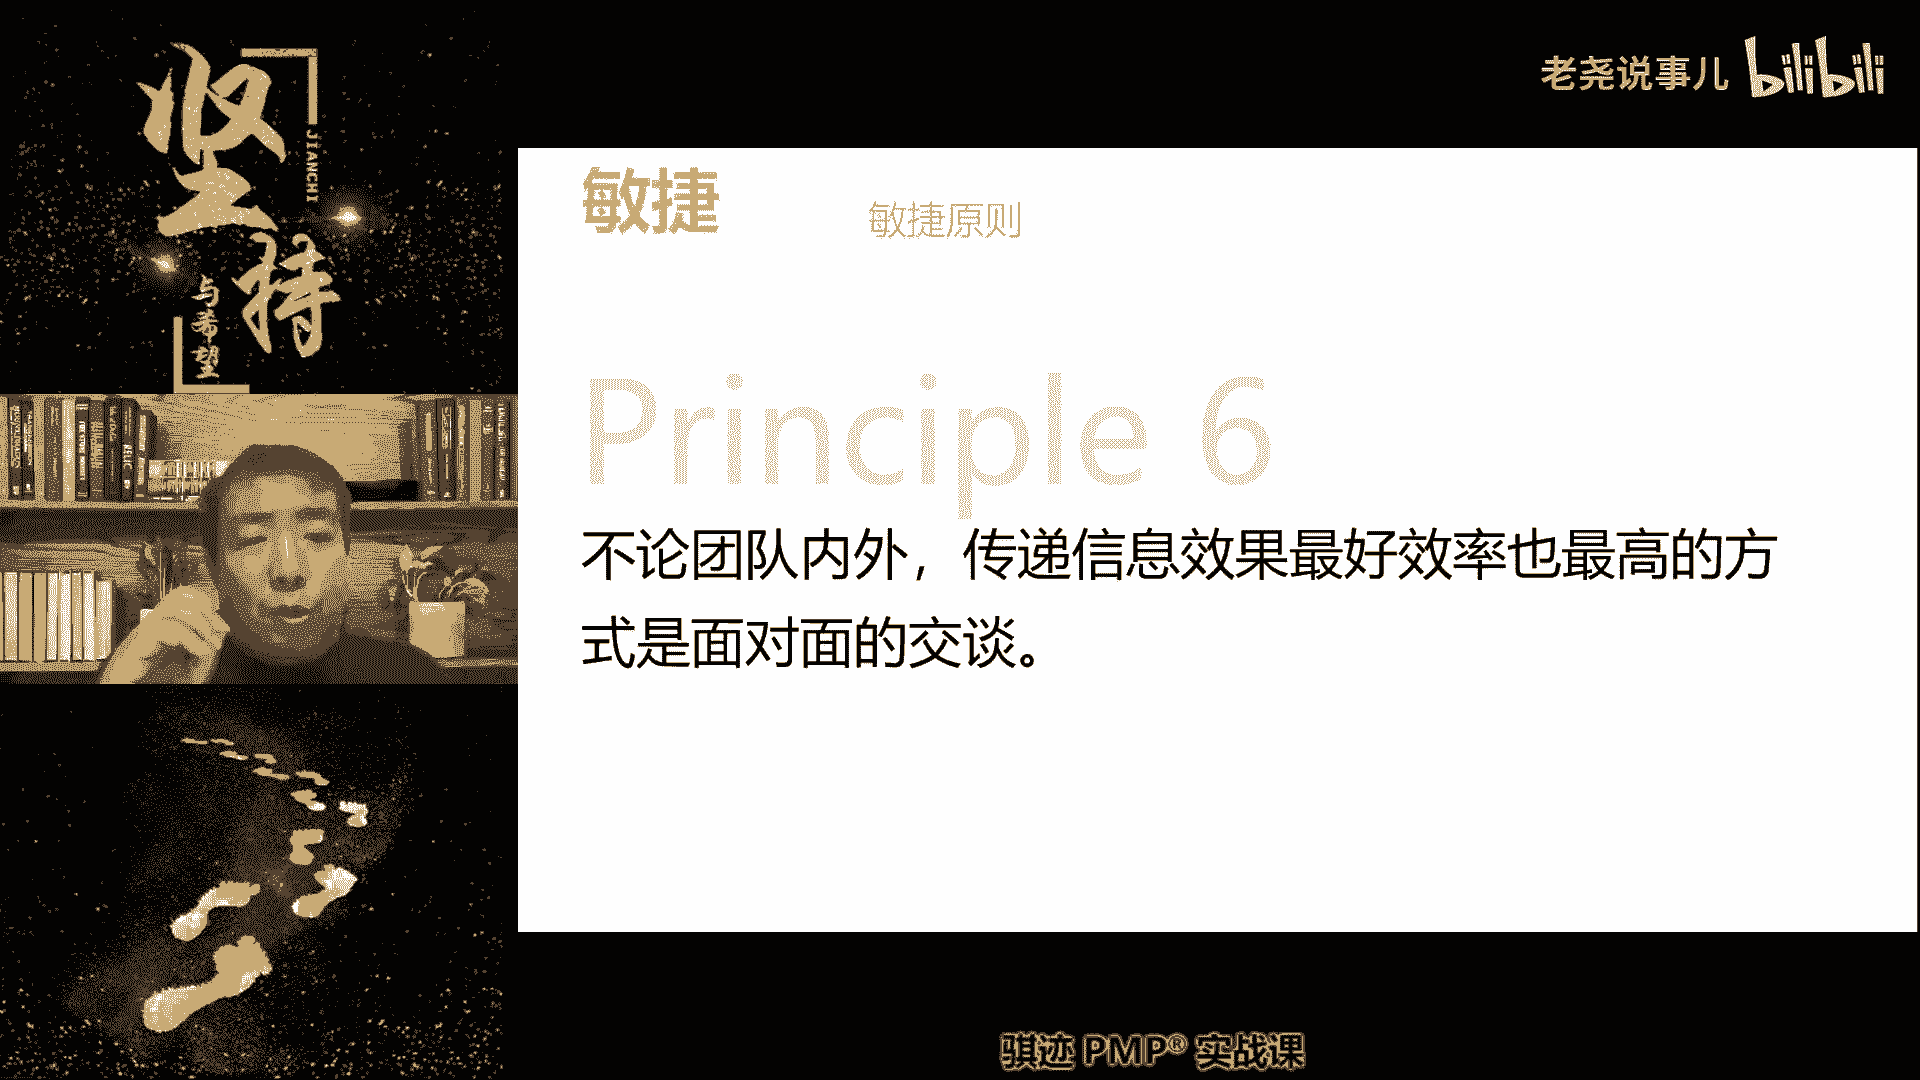 坚持
JIANCHI
与希望
老尧说事儿 bilibili
敏捷
敏捷原则
Principle 6
不论团队内外，传递信息效果最好效率也最高的方
式是面对面的交谈。
骐迹 PMP® 实战课